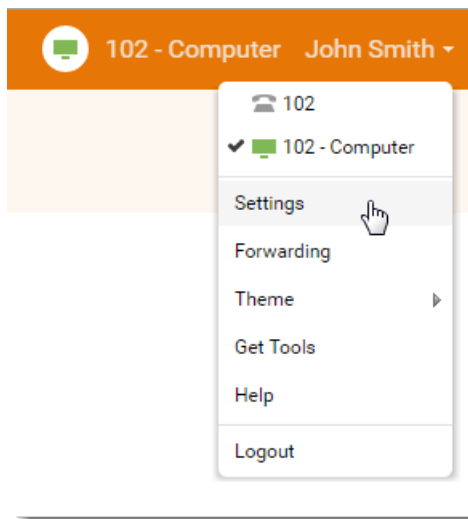 102 - Computer John Smith
102
102 - Computer
Settings
Forwarding
Theme
Get Tools
Help
Logout